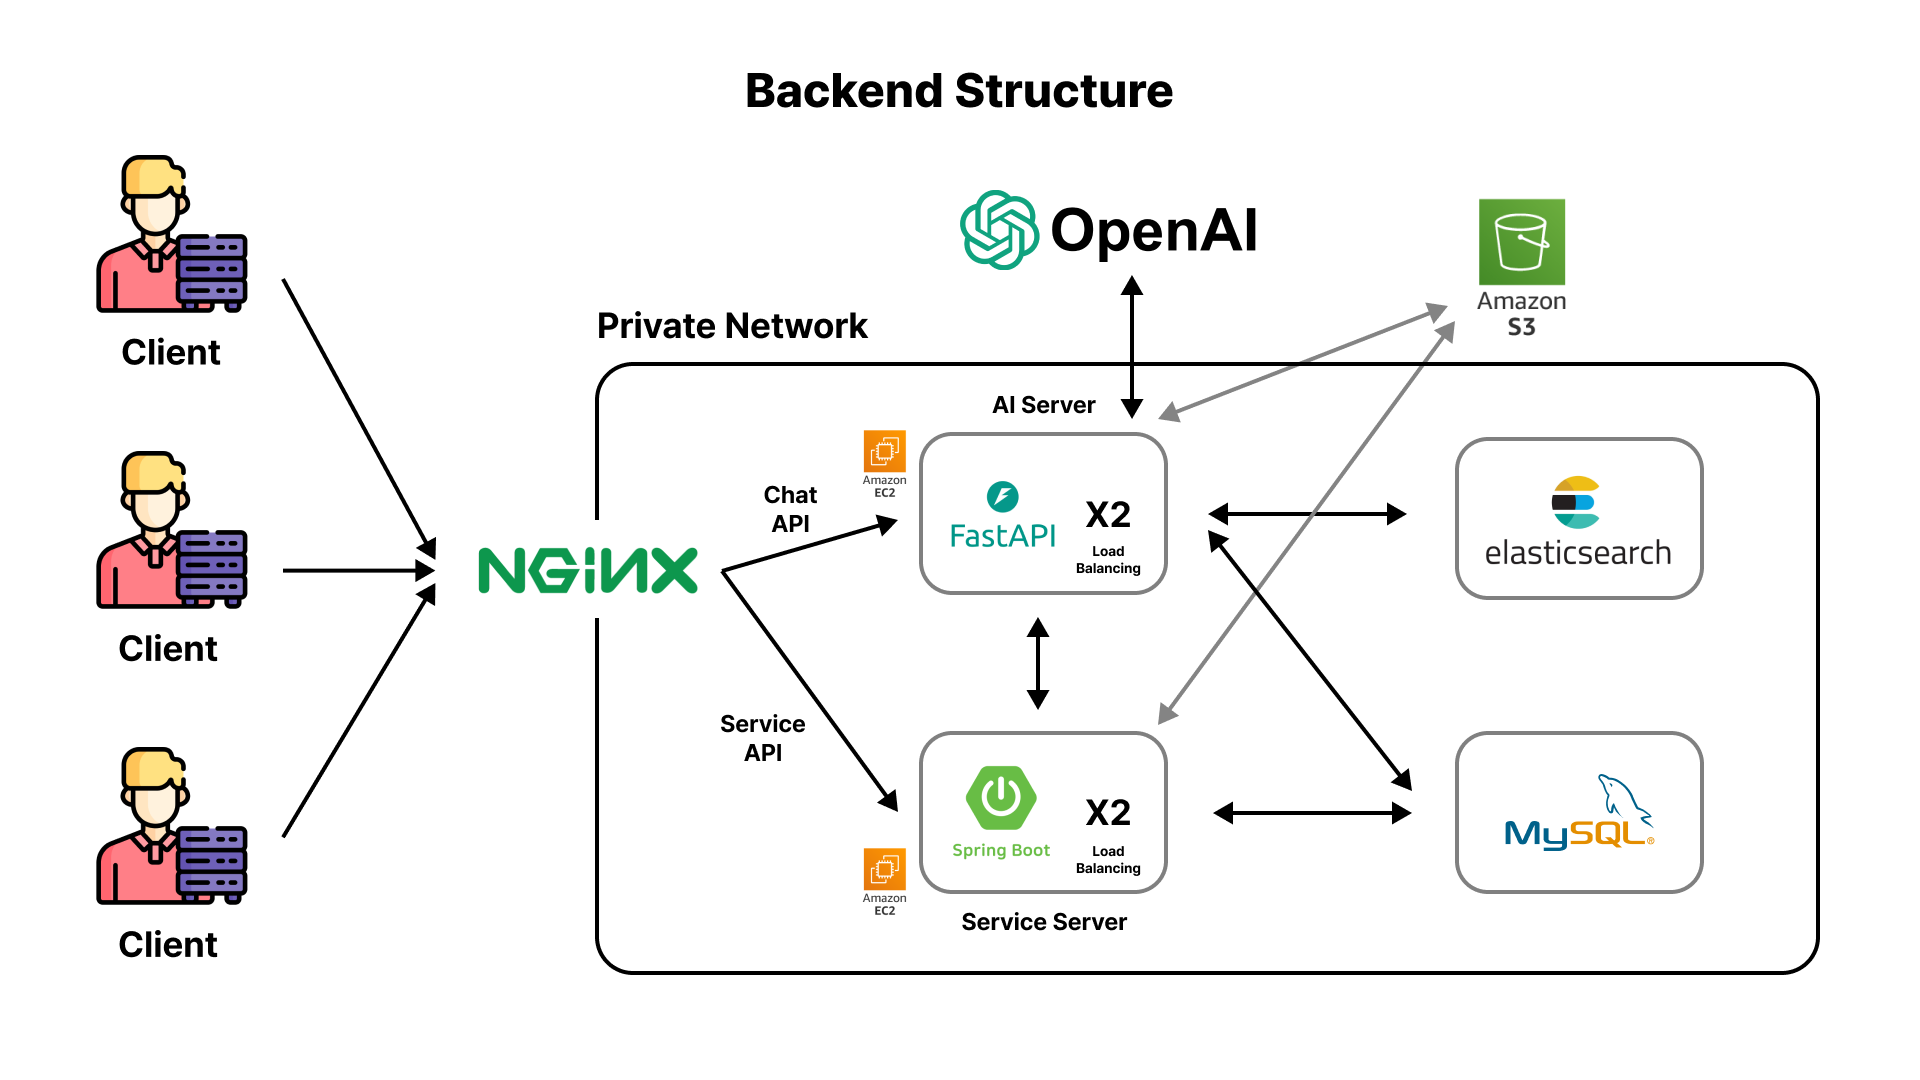 Backend Structure
Client
Client
Client
NGINX
Private Network
OpenAI
Amazon
S3
Chat
API
Service
API
AI Server
Amazon
EC2
FastAPI
X2
Load
Balancing
elasticsearch
Spring Boot
X2
Load
Balancing
Amazon
EC2
Service Server
MySQL®